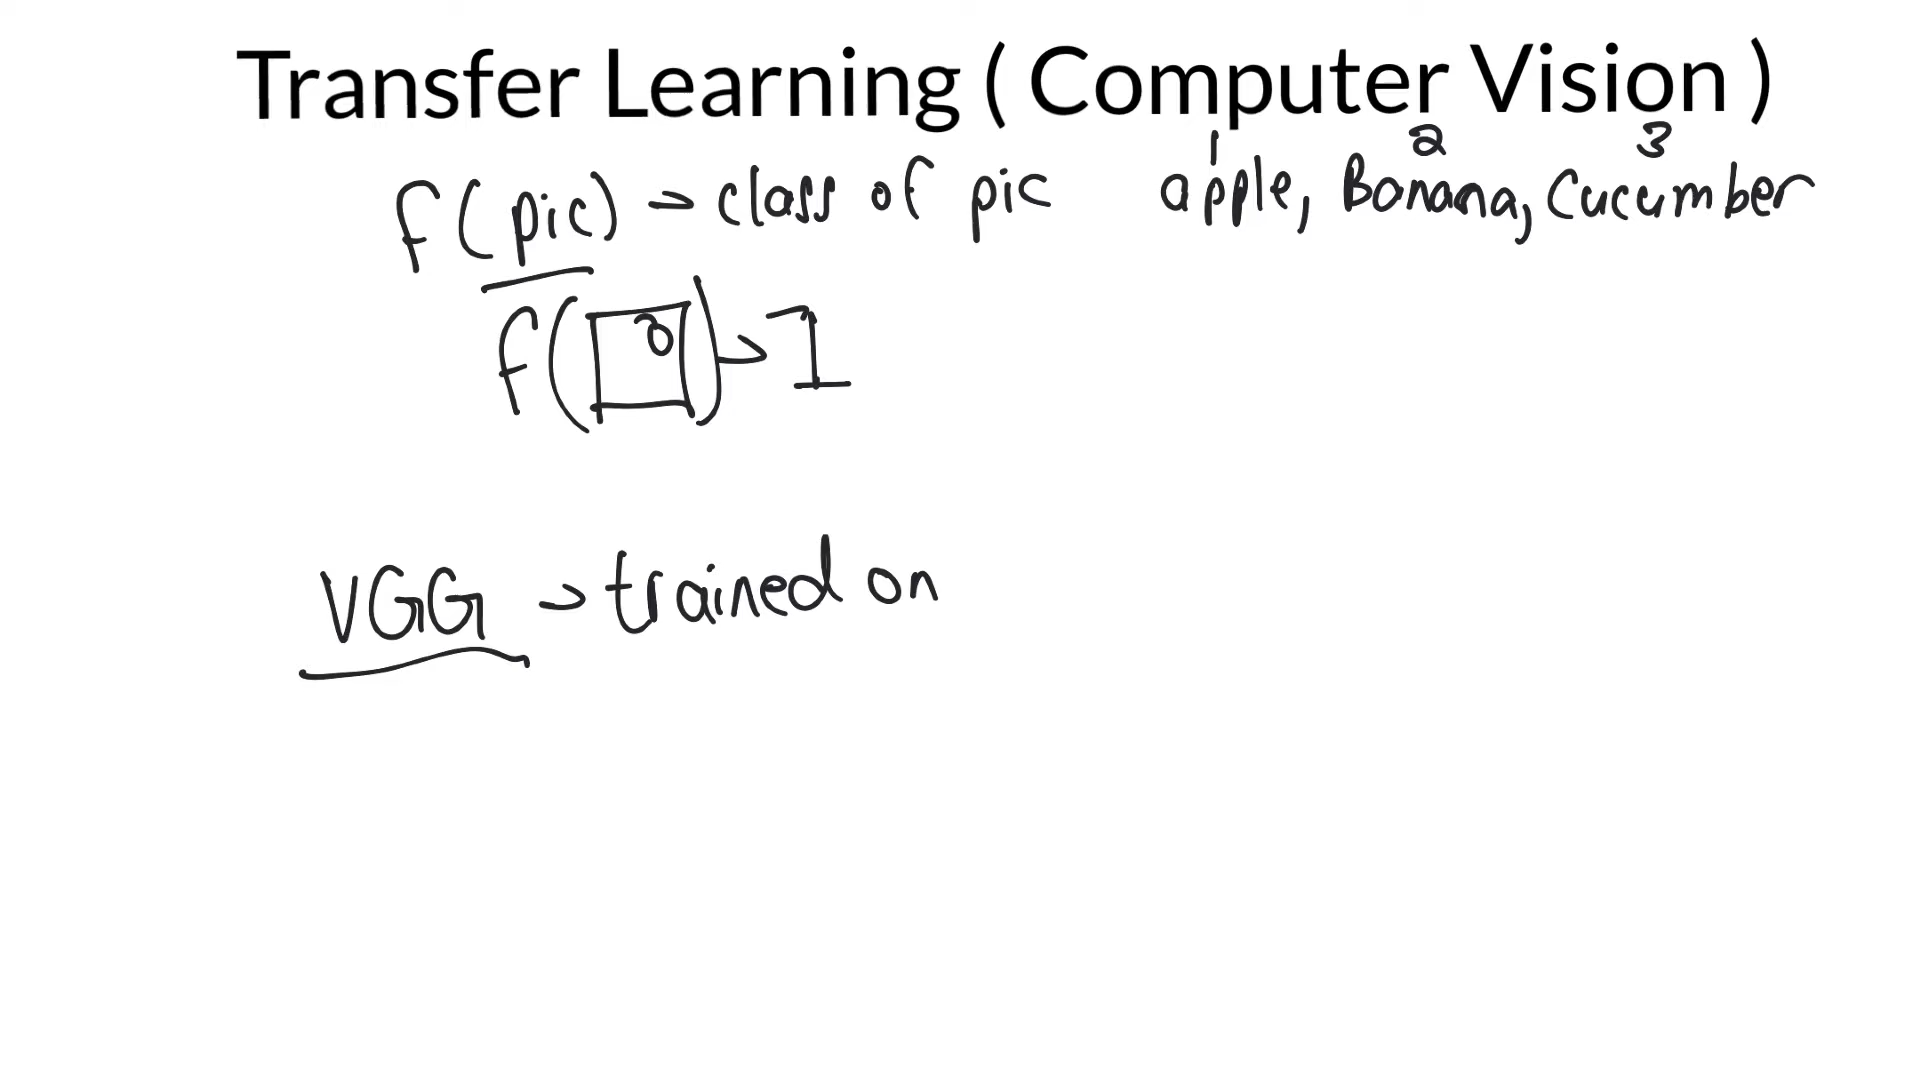 Transfer Learning ( Computer Vision )
1 2 3
f(pic) → class of pic apple, Banana, Cucumber
f( ) → 1
VGG → trained on